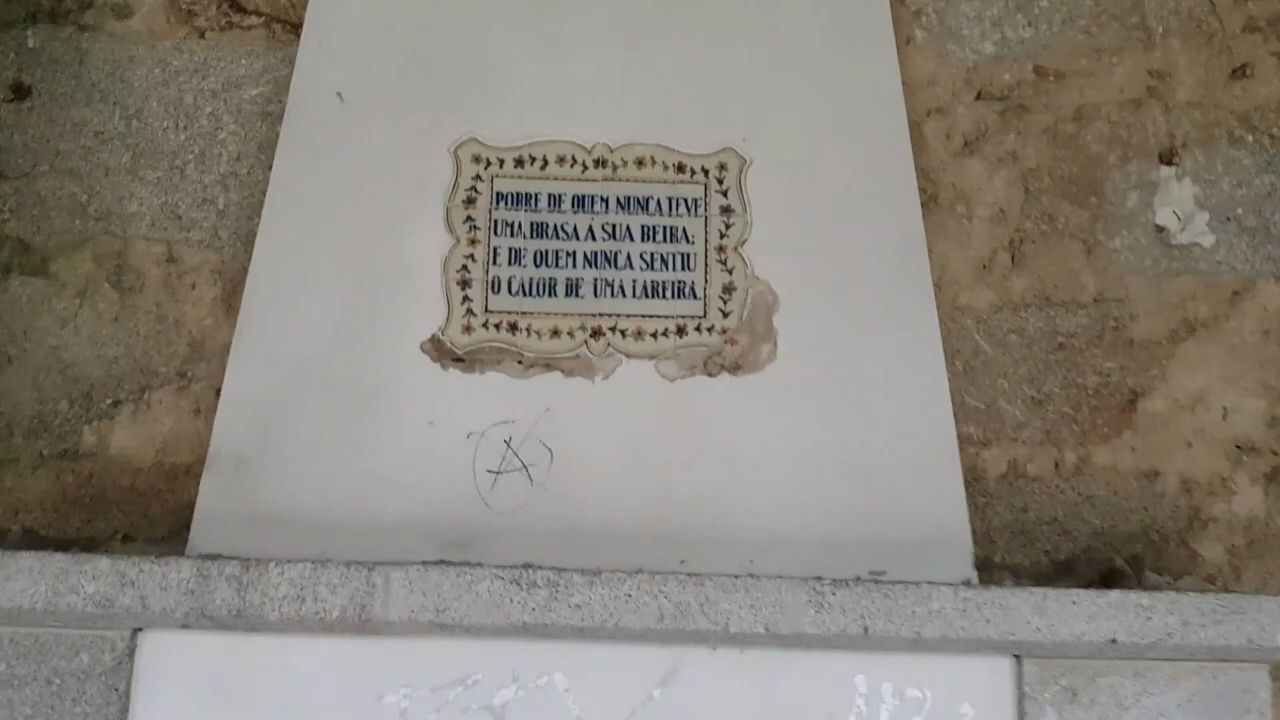 POBRE DE QUEM NUNCA TEVE
UMA BRASA Á SUA BEIRA;
E DE QUEM NUNCA SENTIU
O CALOR DE UMA LAREIRA.
A